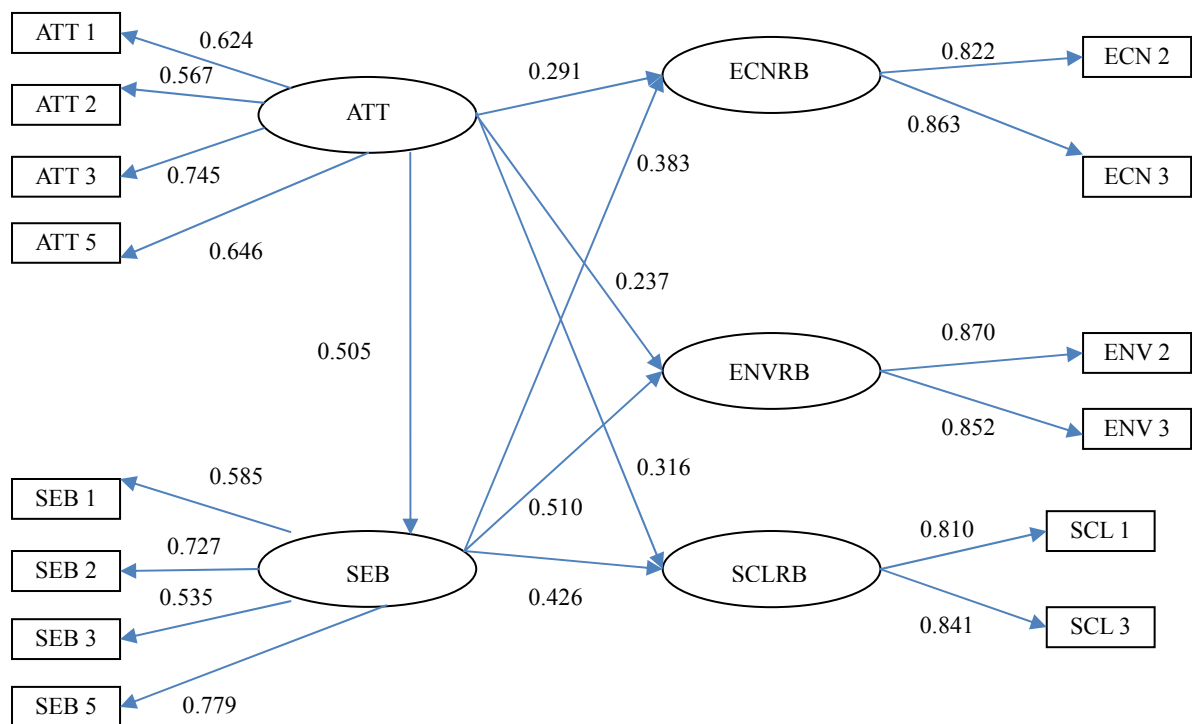 ATT 1
0.624
ATT 2
0.567
ATT 3
0.745
ATT 5
0.646
ATT
0.291
ECNRB
0.822
ECN 2
0.863
ECN 3
0.383
0.237
0.505
ENVRB
0.870
ENV 2
0.852
ENV 3
0.316
0.510
SEB 1
0.585
SEB 2
0.727
SEB 3
0.535
SEB 5
0.779
SEB
0.426
SCLRB
0.810
SCL 1
0.841
SCL 3